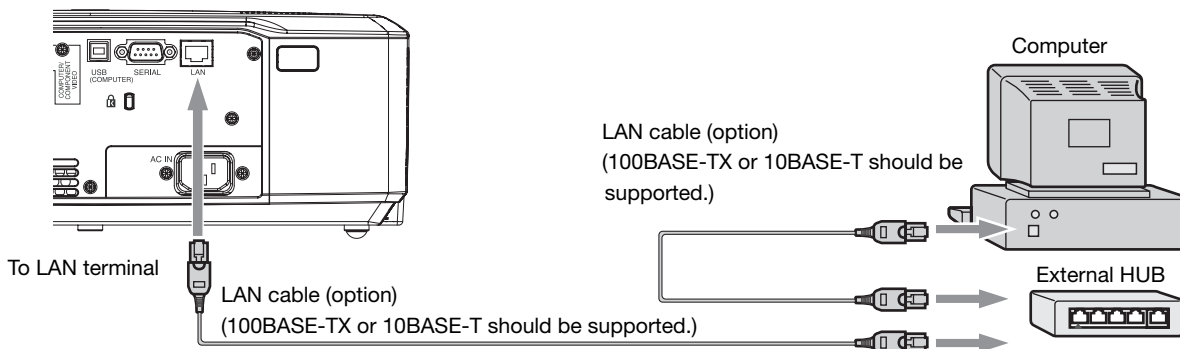 Computer
USB
(COMPUTER)
SERIAL
LAN
COMPUTER/
COMPONENT
VIDEO
LAN cable (option)
(100BASE-TX or 10BASE-T should be
supported.)
AC IN
To LAN terminal
External HUB
LAN cable (option)
(100BASE-TX or 10BASE-T should be supported.)